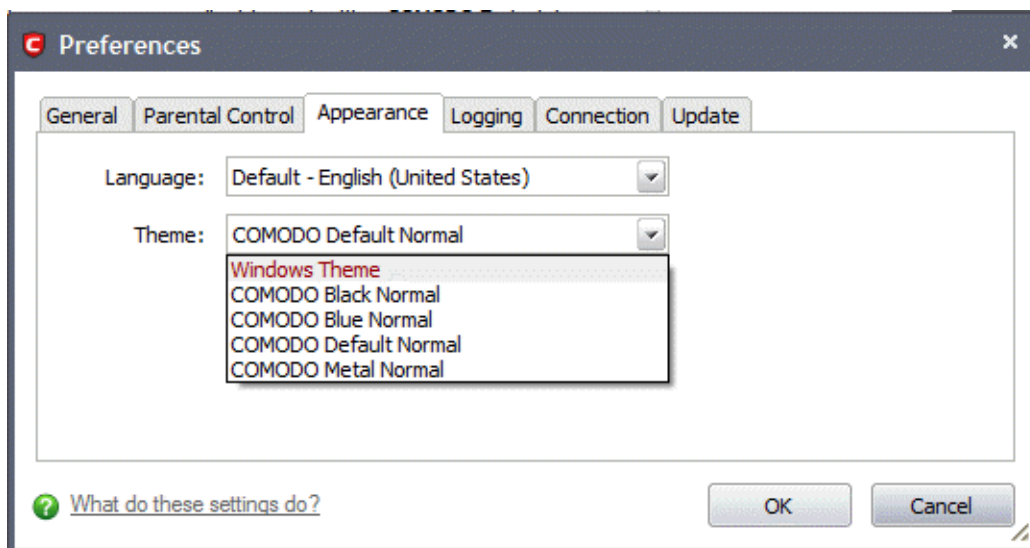 Preferences
General Parental Control Appearance Logging Connection Update
Language: Default - English (United States)
Theme: COMODO Default Normal
Windows Theme
COMODO Black Normal
COMODO Blue Normal
COMODO Default Normal
COMODO Metal Normal
What do these settings do?
OK Cancel